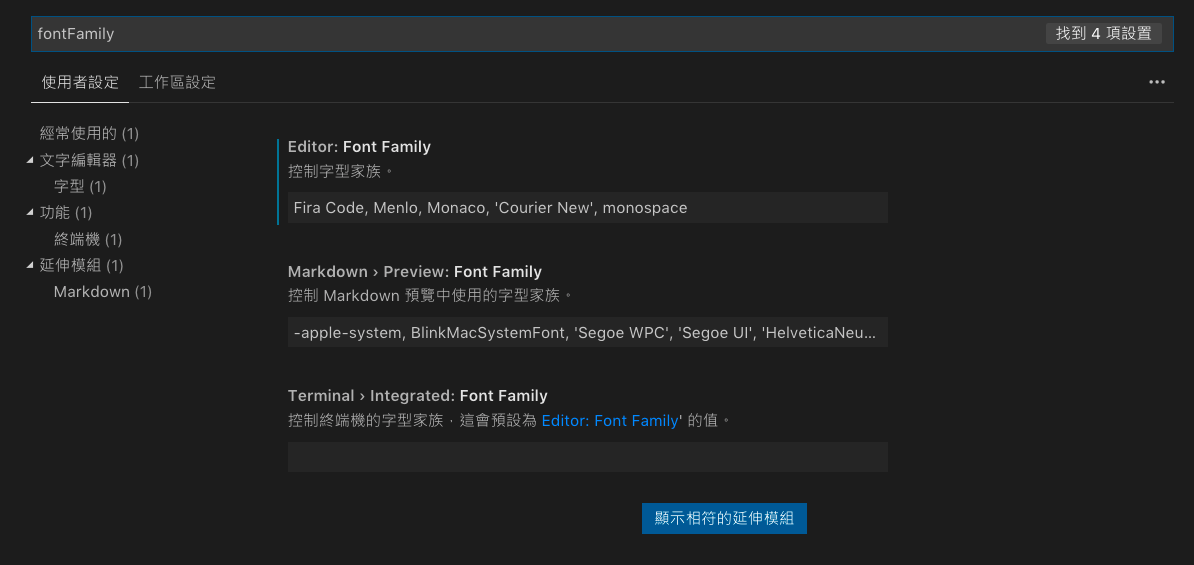 fontFamily
找到 4 項設置
使用者設定 工作區設定
經常使用的 (1)
文字編輯器 (1)
字型 (1)
功能 (1)
終端機 (1)
延伸模組 (1)
Markdown (1)
Editor: Font Family
控制字型家族。
Fira Code, Menlo, Monaco, 'Courier New', monospace
Markdown › Preview: Font Family
控制 Markdown 預覽中使用的字型家族。
-apple-system, BlinkMacSystemFont, 'Segoe WPC', 'Segoe UI', 'HelveticaNeu...
Terminal › Integrated: Font Family
控制終端機的字型家族，這會預設為 Editor: Font Family' 的值。
顯示相符的延伸模組